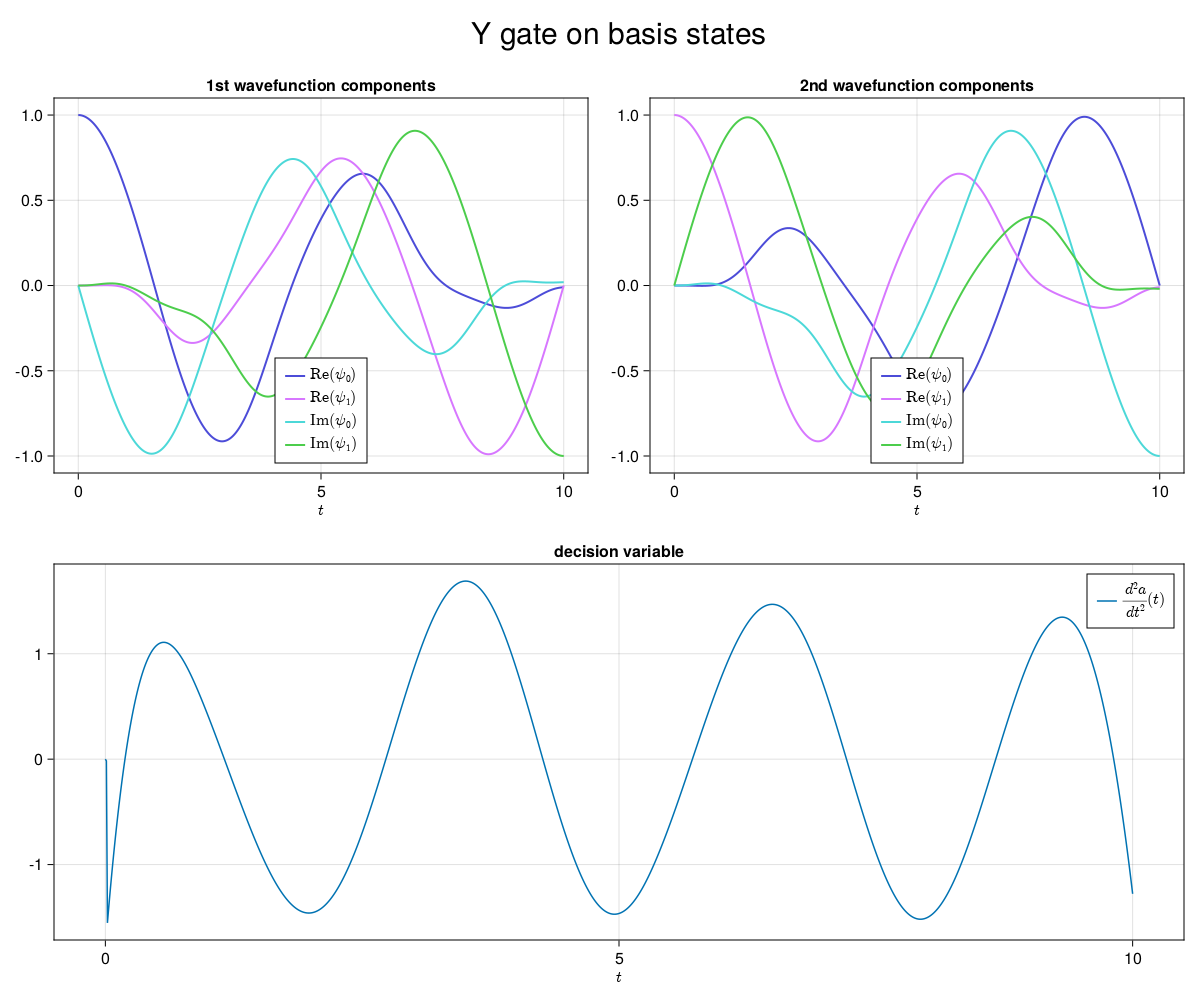 Y gate on basis states
1st wavefunction components
1.0
0.5
0.0
-0.5
-1.0
0
5
10
t
Re(ψ₀)
Re(ψ₁)
Im(ψ₀)
Im(ψ₁)
2nd wavefunction components
1.0
0.5
0.0
-0.5
-1.0
0
5
10
t
Re(ψ₀)
Re(ψ₁)
Im(ψ₀)
Im(ψ₁)
decision variable
1
0
-1
0
5
10
t
d²a/dt²(t)